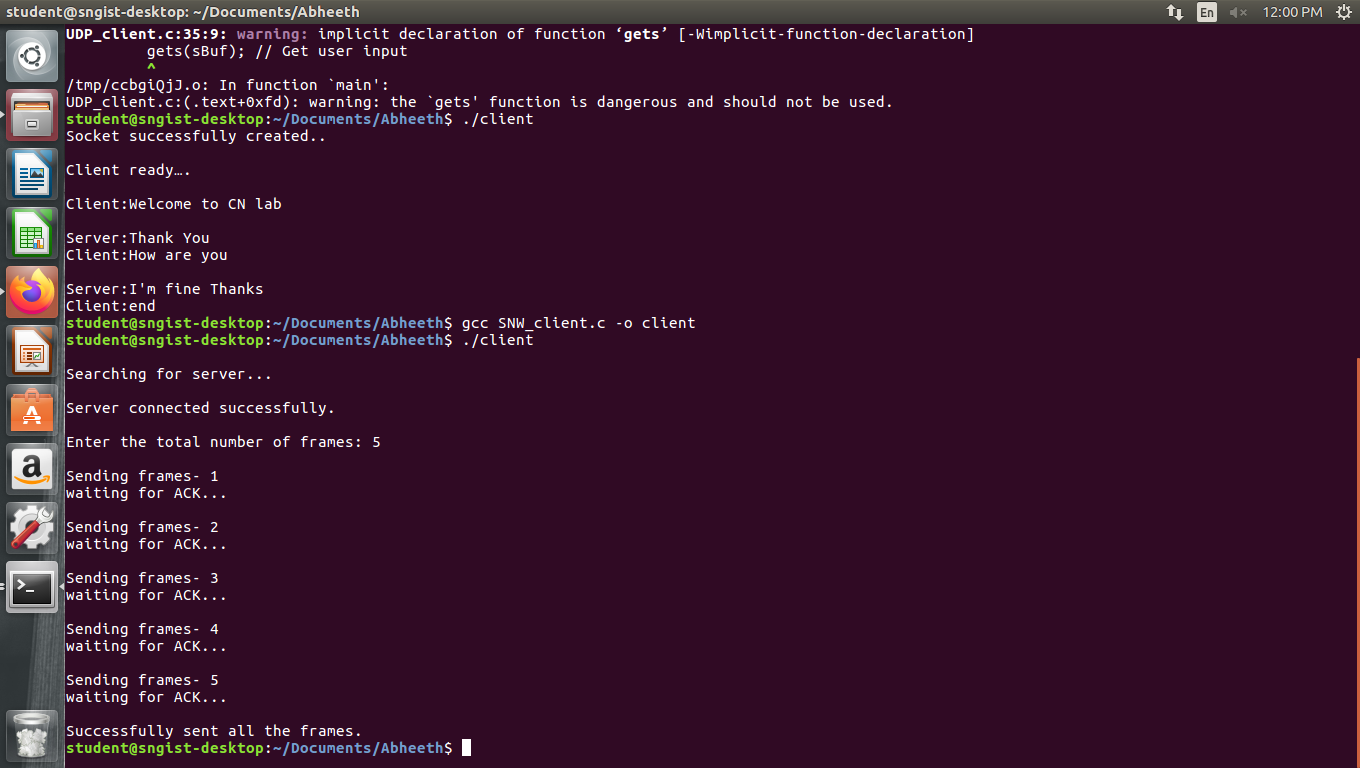 student@sngist-desktop: ~/Documents/Abheeth
En
12:00 PM
UDP_client.c:35:9: warning: implicit declaration of function ‘gets’ [-Wimplicit-function-declaration]
gets(sBuf); // Get user input
^
/tmp/ccbgiQjJ.o: In function `main':
UDP_client.c:(.text+0xfd): warning: the `gets' function is dangerous and should not be used.
student@sngist-desktop:~/Documents/Abheeth$ ./client
Socket successfully created..
Client ready….
Client:Welcome to CN lab
Server:Thank You
Client:How are you
Server:I'm fine Thanks
Client:end
student@sngist-desktop:~/Documents/Abheeth$ gcc SNW_client.c -o client
student@sngist-desktop:~/Documents/Abheeth$ ./client
Searching for server...
Server connected successfully.
Enter the total number of frames: 5
Sending frames- 1
waiting for ACK...
Sending frames- 2
waiting for ACK...
Sending frames- 3
waiting for ACK...
Sending frames- 4
waiting for ACK...
Sending frames- 5
waiting for ACK...
Successfully sent all the frames.
student@sngist-desktop:~/Documents/Abheeth$